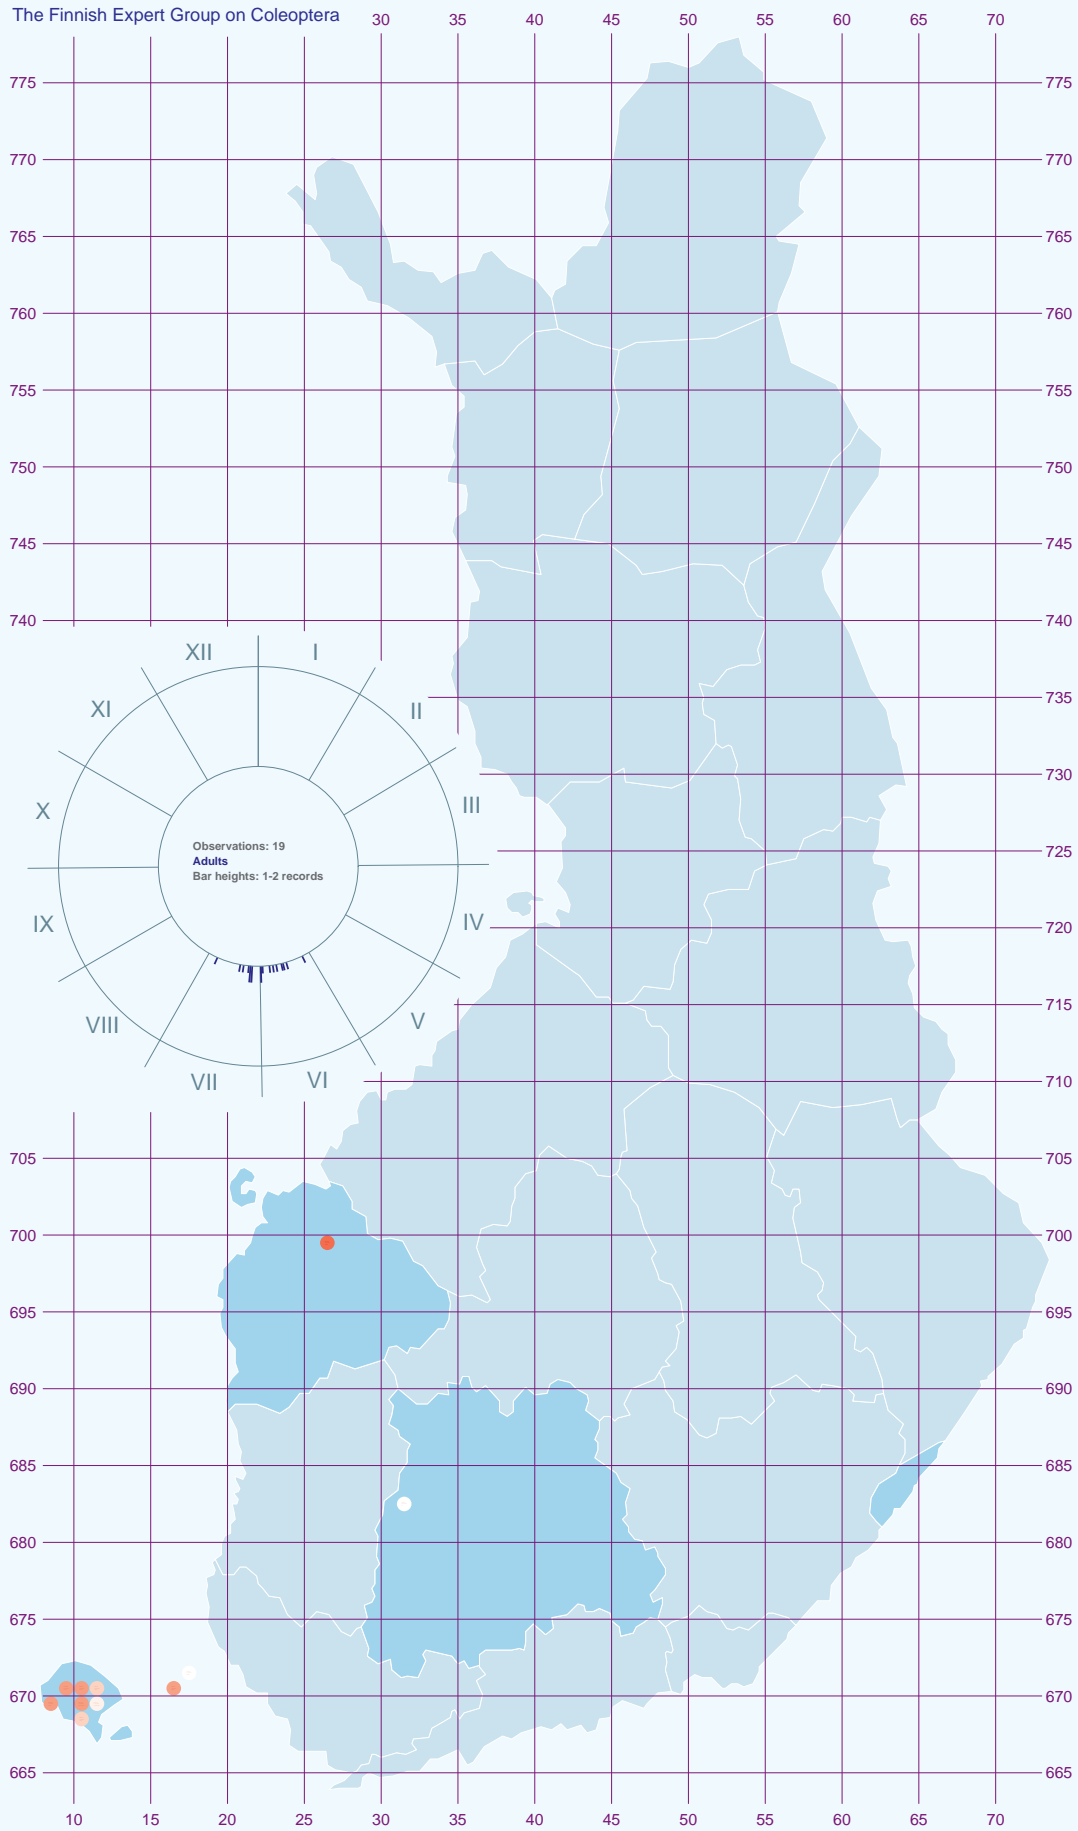 The Finnish Expert Group on Coleoptera
30 35 40 45 50 55 60 65 70
775 775
770 770
765 765
760 760
755 755
750 750
745 745
740 740
XII I
XI II
735
730
X III
Observations: 19
Adults
Bar heights: 1-2 records
725
IX IV
720
VIII V
715
VII VI
710
705 705
700 700
695 695
690 690
685 685
680 680
675 675
670 670
665 665
10 15 20 25 30 35 40 45 50 55 60 65 70